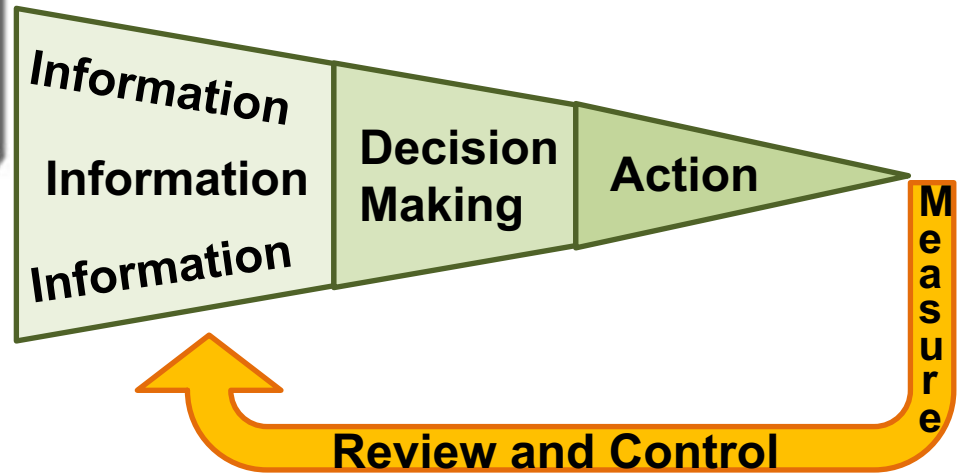 Information
Information
Information
Decision
Making
Action
Measure
Review and Control